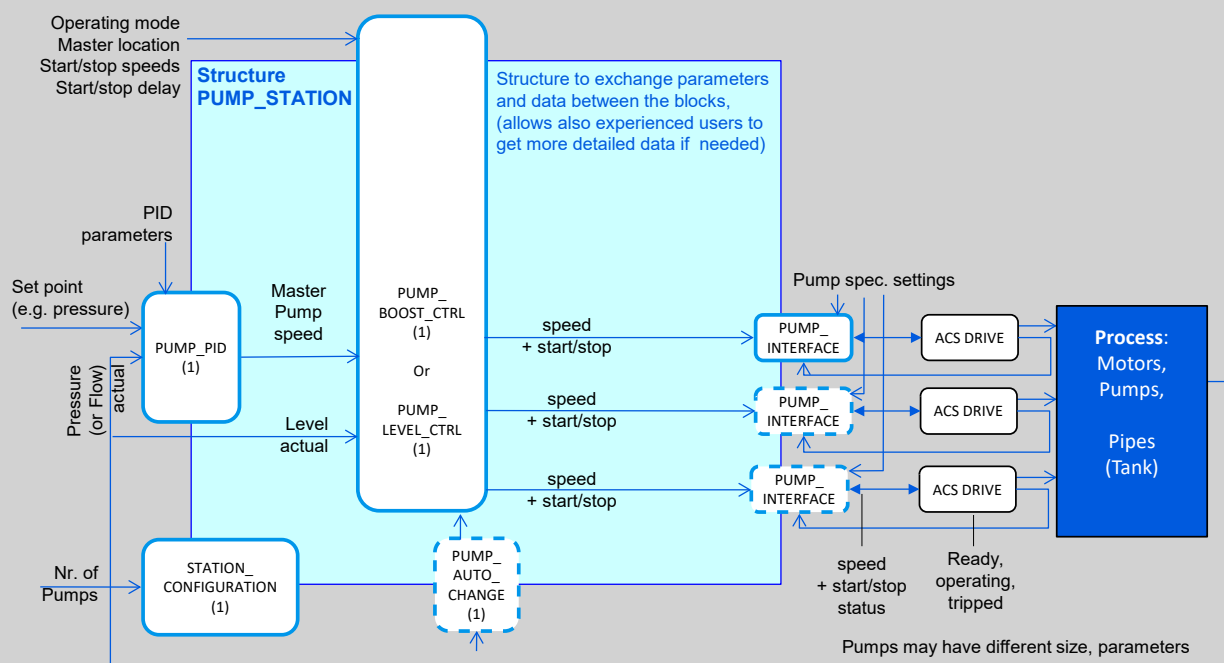 Operating mode
Master location
Start/stop speeds
Start/stop delay
Structure
PUMP_STATION
Structure to exchange parameters
and data between the blocks,
(allows also experienced users to
get more detailed data if needed)
PID
parameters
Set point
(e.g. pressure)
PUMP_PID
(1)
Master
Pump
speed
Pressure
(or Flow)
actual
Level
actual
PUMP_
BOOST_CTRL
(1)
Or
PUMP_
LEVEL_CTRL
(1)
speed
+ start/stop
speed
+ start/stop
speed
+ start/stop
Pump spec. settings
PUMP_
INTERFACE
PUMP_
INTERFACE
PUMP_
INTERFACE
ACS DRIVE
ACS DRIVE
ACS DRIVE
Process:
Motors,
Pumps,
Pipes
(Tank)
Nr. of
Pumps
STATION_
CONFIGURATION
(1)
PUMP_
AUTO_
CHANGE
(1)
speed
+ start/stop
status
Ready,
operating,
tripped
Pumps may have different size, parameters